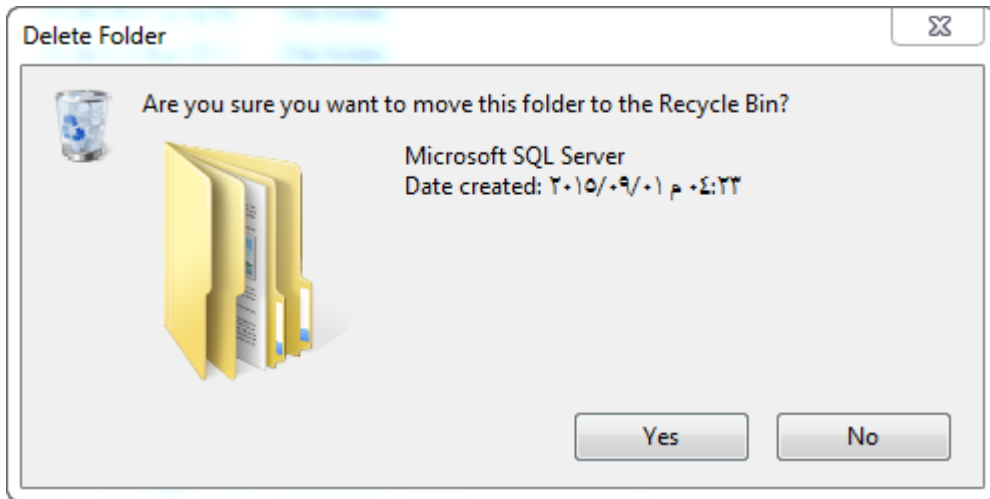 Delete Folder
Are you sure you want to move this folder to the Recycle Bin?
Microsoft SQL Server
Date created: ٢٠١٥/٠٩/٠١ م ٠٤:٢٣
Yes
No